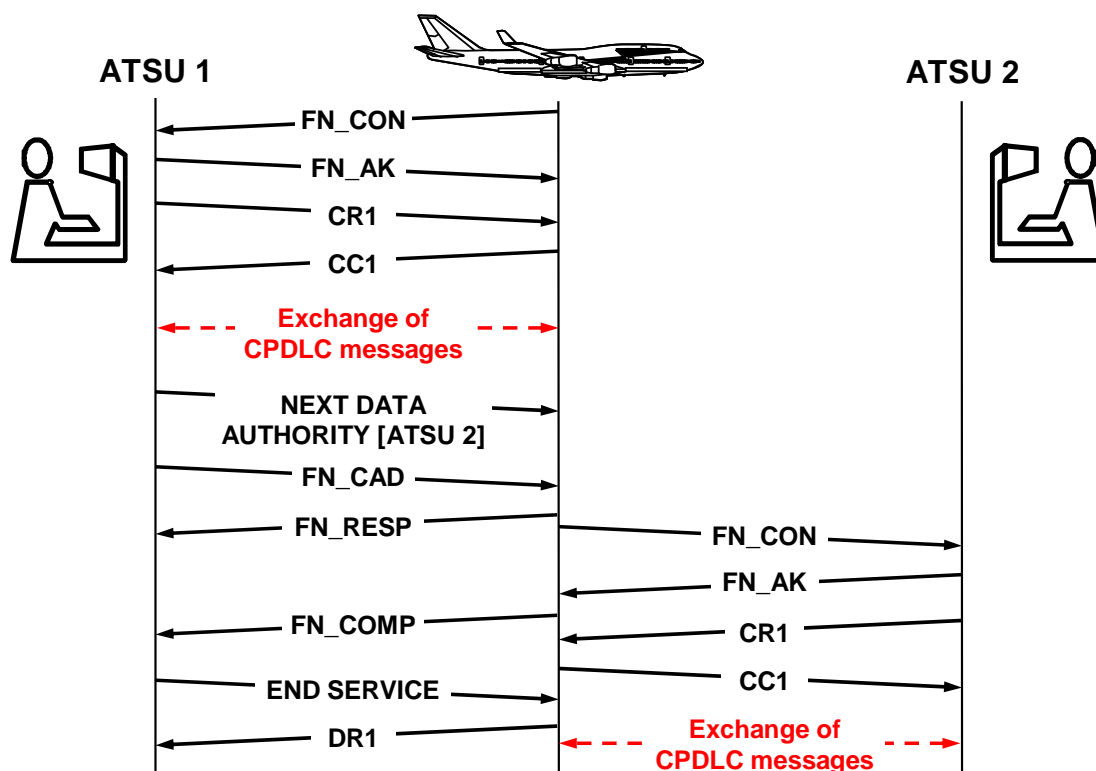 ATSU 1
ATSU 2
FN_CON
FN_AK
CR1
CC1
Exchange of
CPDLC messages
NEXT DATA
AUTHORITY [ATSU 2]
FN_CAD
FN_RESP
FN_CON
FN_AK
FN_COMP
CR1
CC1
END SERVICE
DR1
Exchange of
CPDLC messages